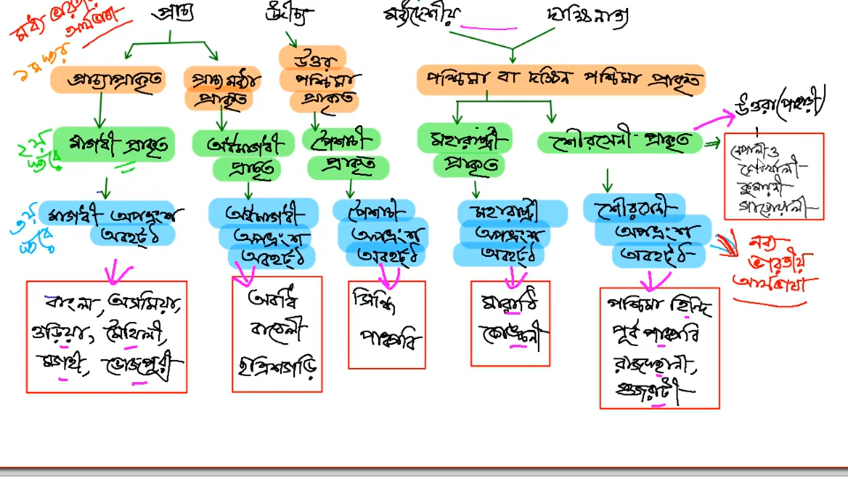 মধ্য ভারতীয়
আর্যভাষা
প্রাচ্য
উদীচ্য
মধ্যদেশীয়
দাক্ষিণাত্য
১ম স্তর
প্রাচ্যাপ্রাকৃত
প্রাচ্যমধ্যা
প্রাকৃত
উত্তর
পশ্চিমা
প্রাকৃত
পশ্চিমা বা দক্ষিন পশ্চিমা প্রাকৃত
উত্তরা (পাহাড়ী)
২য়
স্তর
মাগধী প্রাকৃত
অর্ধমাগধী
প্রাকৃত
পৈশাচী
প্রাকৃত
মহারাষ্ট্রী
প্রাকৃত
শৌরসেনী প্রাকৃত
নেপালী ও
কুমায়ুনী
গাড়োয়ালী
৩য়
স্তর
মাগধী অপভ্রংশ
অবহট্‌ঠ
অর্ধমাগধী
অপভ্রংশ
অবহট্‌ঠ
পৈশাচী
অপভ্রংশ
অবহট্‌ঠ
মহারাষ্ট্রী
অপভ্রংশ
অবহট্‌ঠ
শৌরসেনী
অপভ্রংশ
অবহট্‌ঠ
নব্য
ভারতীয়
আর্যভাষা
বাংলা, অসমিয়া,
ওড়িয়া, মৈথিলী,
মগহী, ভোজপুরী
অবধি
বাঘেলী
ছত্রিশগড়ি
সিন্ধি,
পাঞ্জাবি
মারাঠি
কোঙ্কনী
পশ্চিমা হিন্দি
পূর্ব পাঞ্জাবি
রাজস্থানী,
গুজরাটী